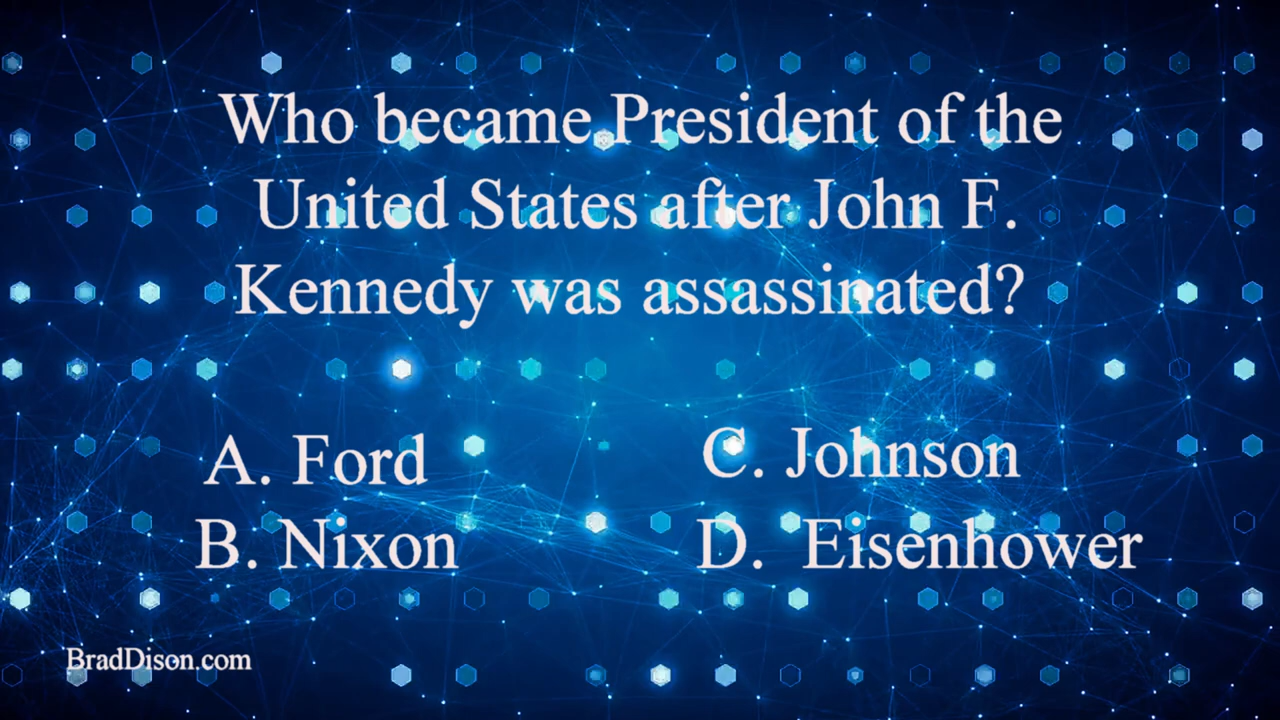 Who became President of the
United States after John F.
Kennedy was assassinated?
A. Ford
B. Nixon
C. Johnson
D. Eisenhower
BradDison.com